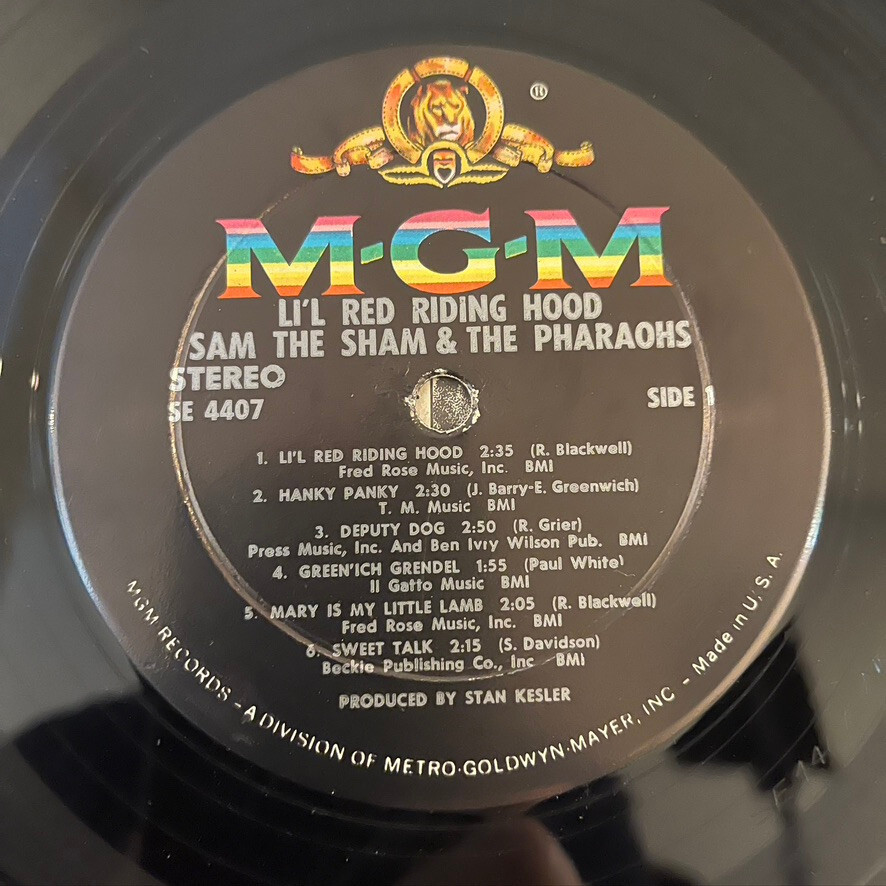 ®
M-G-M
LI'L RED RIDING HOOD
SAM THE SHAM & THE PHARAOHS
STEREO
SE 4407
SIDE 1
1. LI'L RED RIDING HOOD 2:35 (R. Blackwell)
Fred Rose Music, Inc. BMI
2. HANKY PANKY 2:30 (J. Barry-E. Greenwich)
T. M. Music BMI
3. DEPUTY DOG 2:50 (R. Grier)
Press Music, Inc. And Ben Ivry Wilson Pub. BMI
4. GREEN'ICH GRENDEL 1:55 (Paul White)
Il Gatto Music BMI
5. MARY IS MY LITTLE LAMB 2:05 (R. Blackwell)
Fred Rose Music, Inc. BMI
6. SWEET TALK 2:15 (S. Davidson)
Beckie Publishing Co., Inc BMI
PRODUCED BY STAN KESLER
MGM RECORDS - A DIVISION OF METRO-GOLDWYN-MAYER, INC - Made in U. S. A.